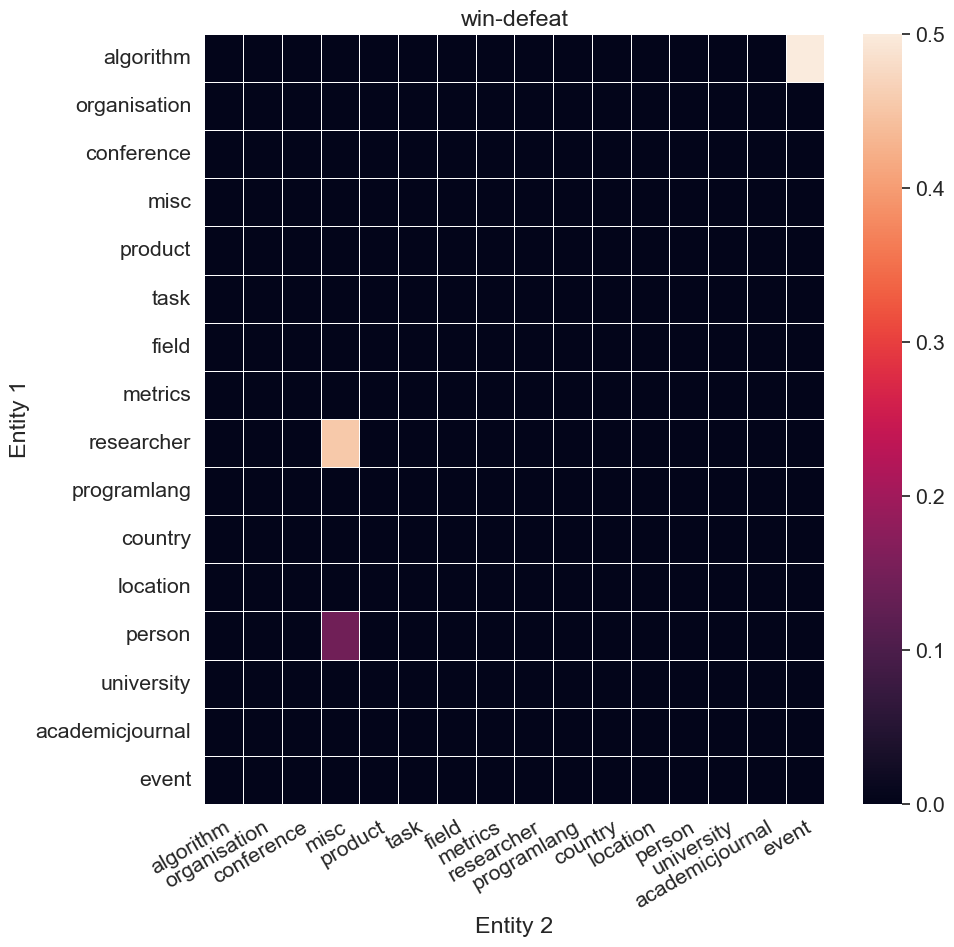 win-defeat
Entity 1
algorithm
organisation
conference
misc
product
task
field
metrics
researcher
programlang
country
location
person
university
academicjournal
event
algorithm
organisation
conference
misc
product
task
field
metrics
researcher
programlang
country
location
person
university
academicjournal
event
Entity 2
0.5
0.4
0.3
0.2
0.1
0.0